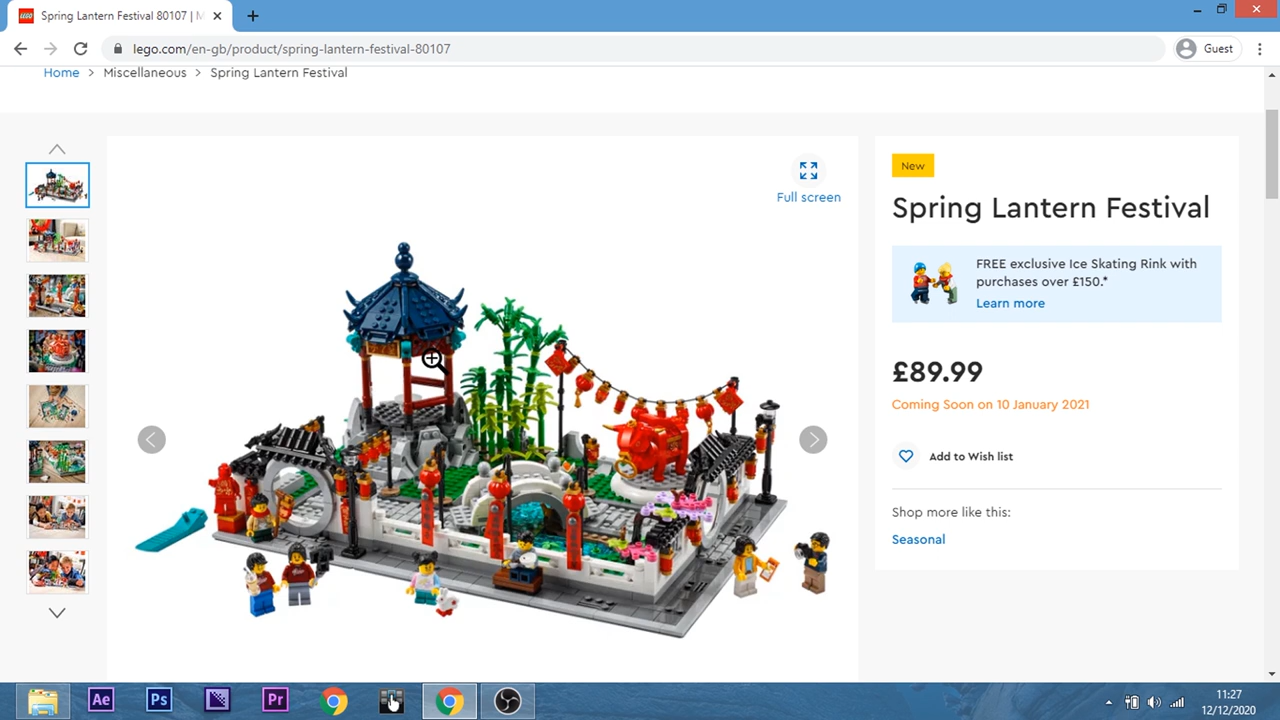 Spring Lantern Festival 80107 | M
lego.com/en-gb/product/spring-lantern-festival-80107
Guest
Home > Miscellaneous > Spring Lantern Festival
Full screen
New
Spring Lantern Festival
FREE exclusive Ice Skating Rink with
purchases over £150.*
Learn more
£89.99
Coming Soon on 10 January 2021
Add to Wish list
Shop more like this:
Seasonal
Ae
Ps
Pr
11:27
12/12/2020